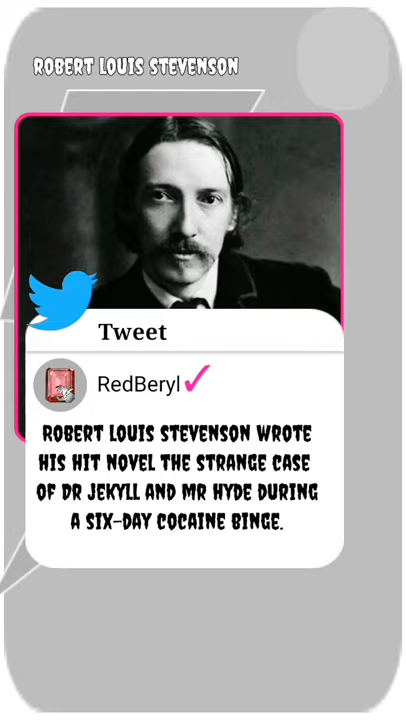 ROBERT LOUIS STEVENSON
Tweet
RedBeryl
ROBERT LOUIS STEVENSON WROTE
HIS HIT NOVEL THE STRANGE CASE
OF DR JEKYLL AND MR HYDE DURING
A SIX-DAY COCAINE BINGE.